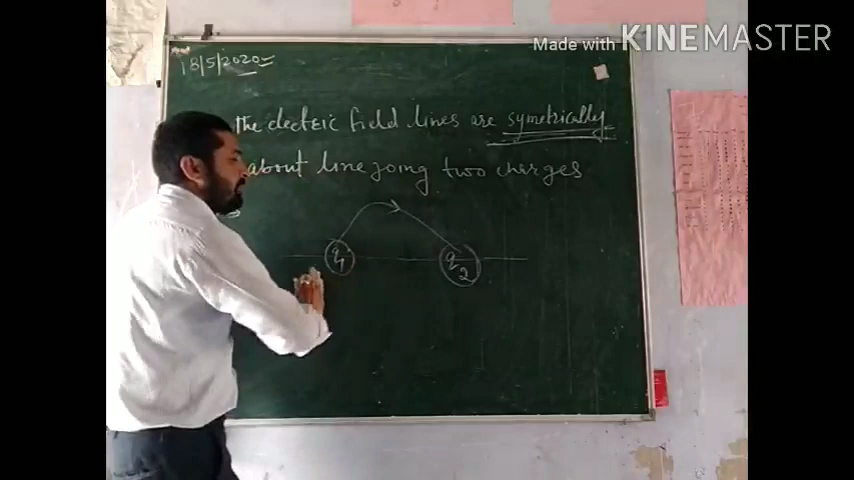 Made with KINEMASTER
18/5/2020
the electric field lines are symetrically
about line joing two charges
q1
q2